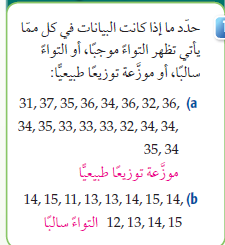 حدّد ما إذا كانت البيانات في كل ممّا
يأتي تظهر التواءً موجبًا، أو التواءً
سالبًا، أو موزَّعة توزيعًا طبيعيًّا:
a) 31, 37, 35, 36, 34, 36, 32, 36,
34, 35, 33, 33, 33, 32, 34, 34,
35, 34
موزَّعة توزيعًا طبيعيًّا
b) 14, 15, 11, 13, 13, 14, 15, 14,
12, 13, 14, 15 التواءً سالبًا